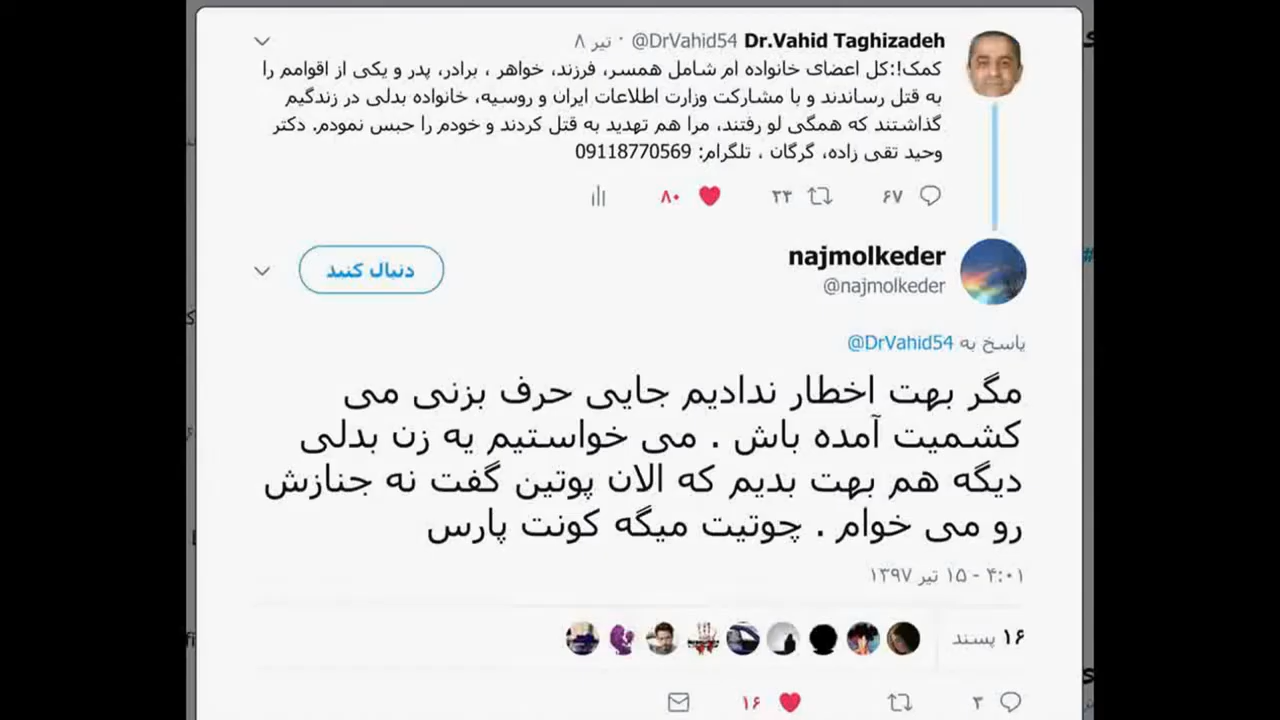 Dr.Vahid Taghizadeh @DrVahid54 · تیر ۸
کمک!:کل اعضای خانواده ام شامل همسر، فرزند، خواهر ، برادر، پدر و یکی از اقوامم را
به قتل رساندند و با مشارکت وزارت اطلاعات ایران و روسیه، خانواده بدلی در زندگیم
گذاشتند که همگی لو رفتند، مرا هم تهدید به قتل کردند و خودم را حبس نمودم. دکتر
وحید تقی زاده، گرگان ، تلگرام: 09118770569
۶۷ ۳۴ ۸۰
najmolkeder
@najmolkeder
دنبال کنید
پاسخ به @DrVahid54
مگر بهت اخطار ندادیم جایی حرف بزنی می
کشمیت آمده باش . می خواستیم یه زن بدلی
دیگه هم بهت بدیم که الان پوتین گفت نه جنازش
رو می خوام . چوتیت میگه کونت پارس
۴:۰۱ - ۱۵ تیر ۱۳۹۷
۱۶ پسند
۳ ۱۶